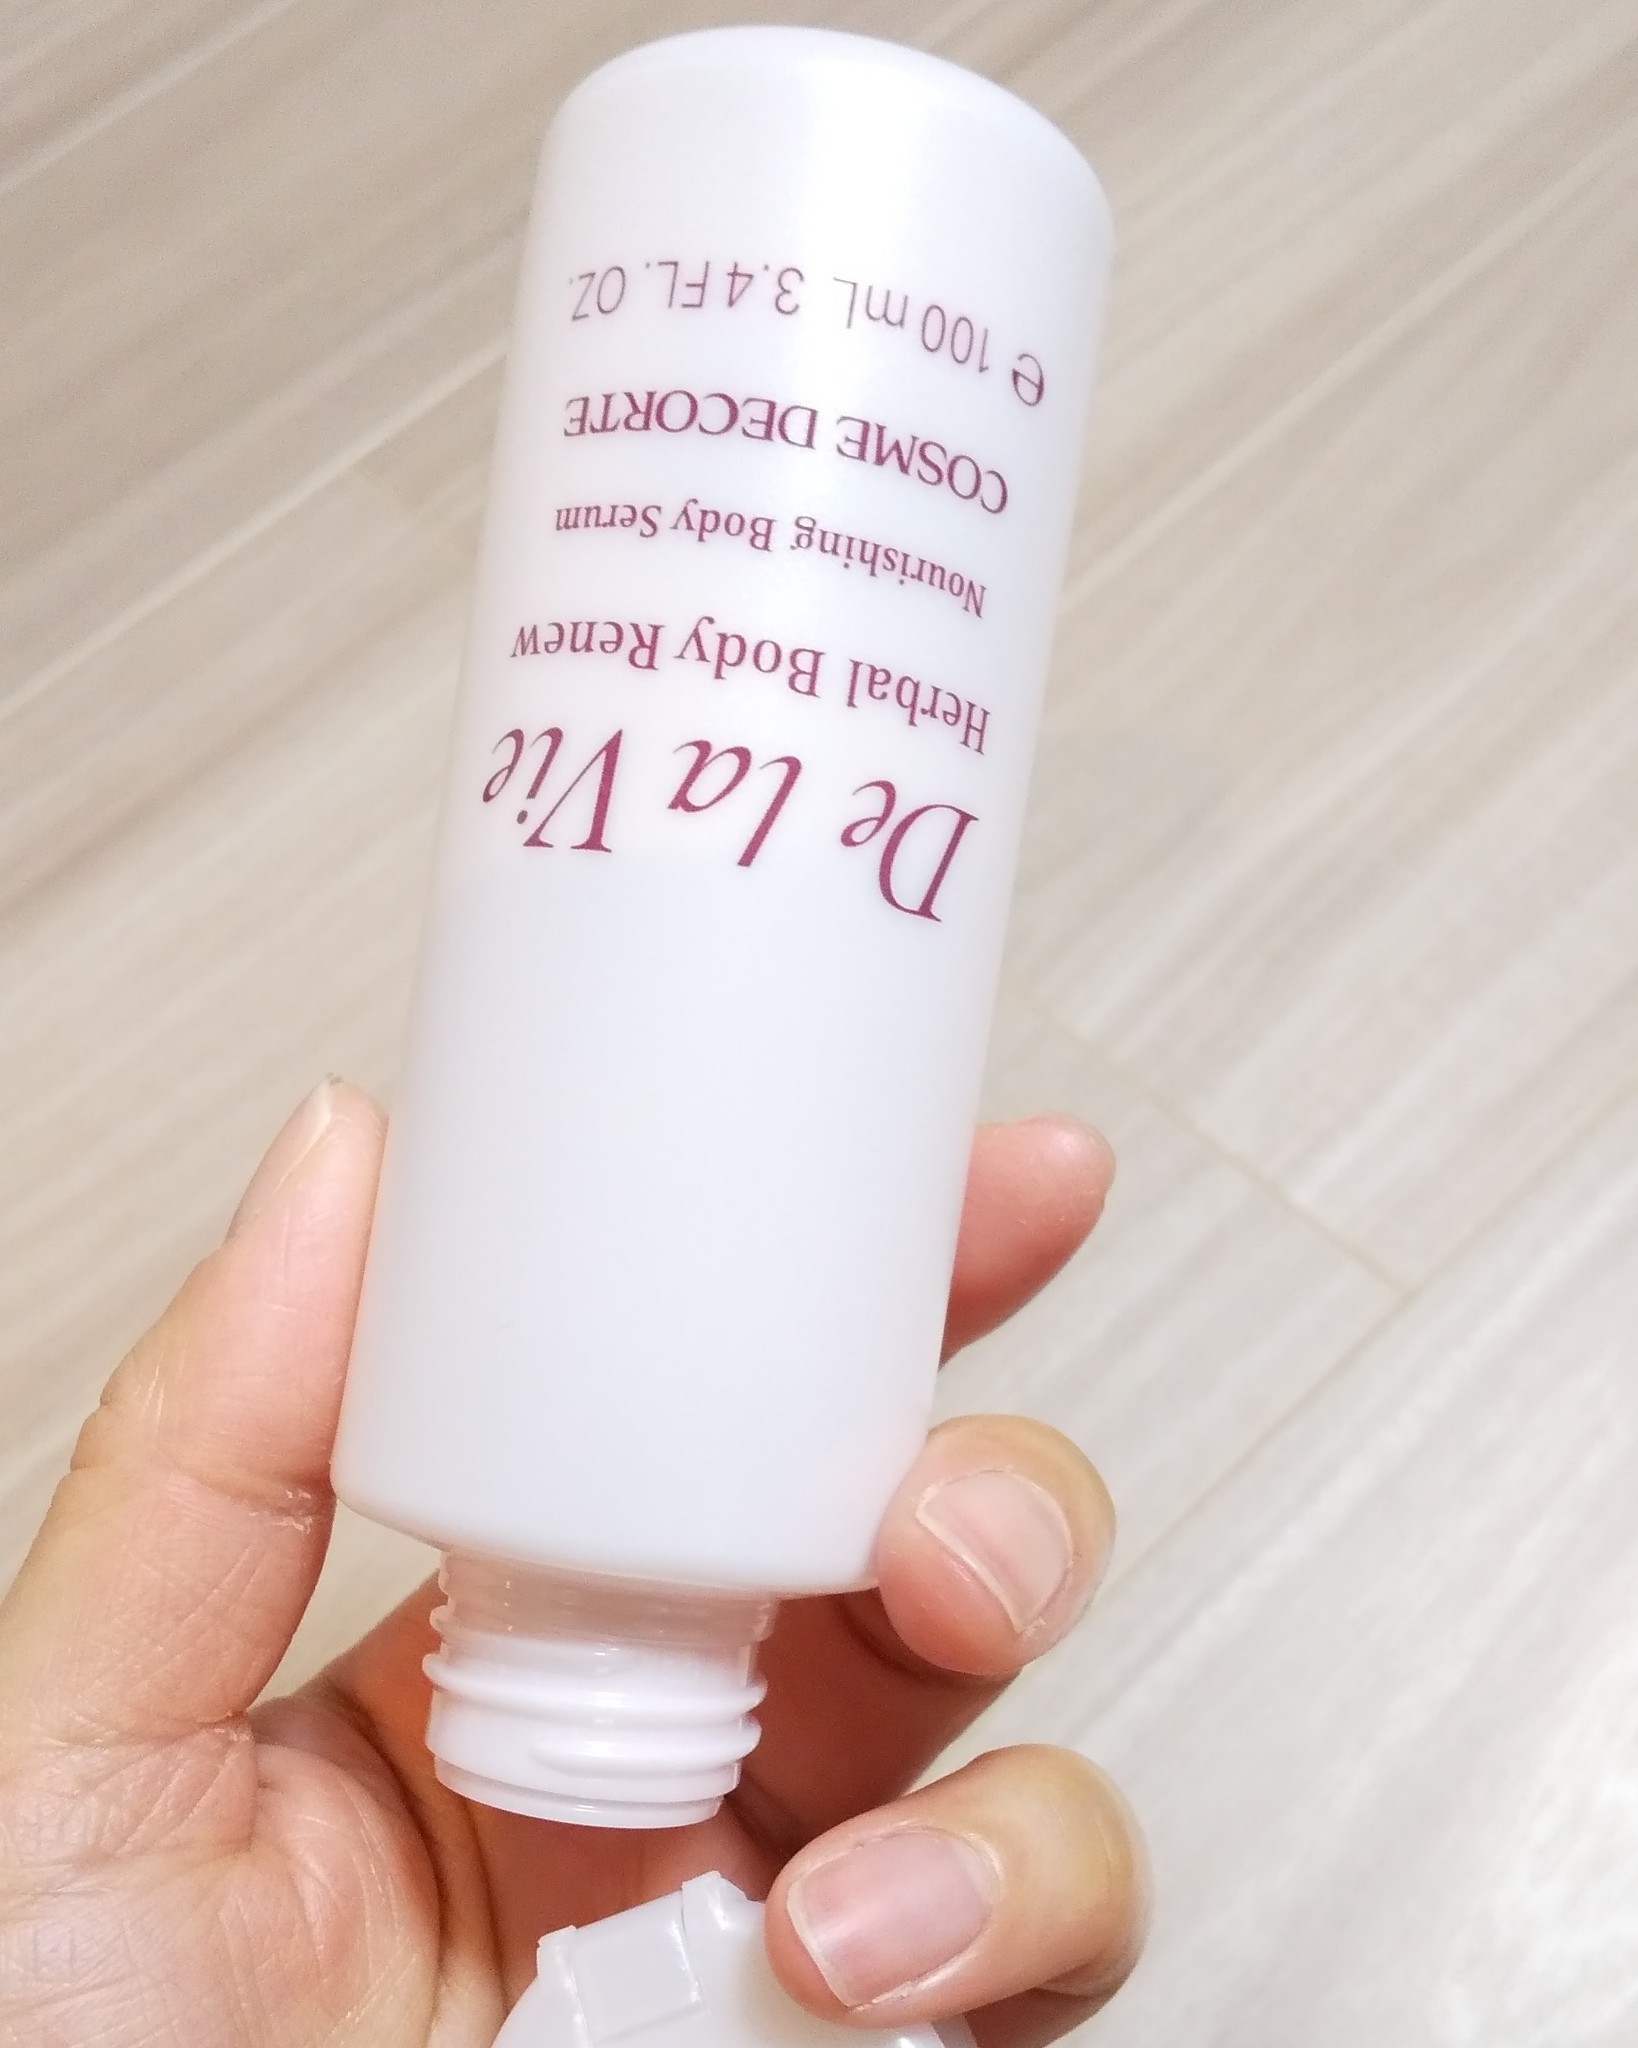 De la Vie
Herbal Body Renew
Nourishing Body Serum
COSME DECORTE
℮ 100 mL 3.4 FL. OZ.